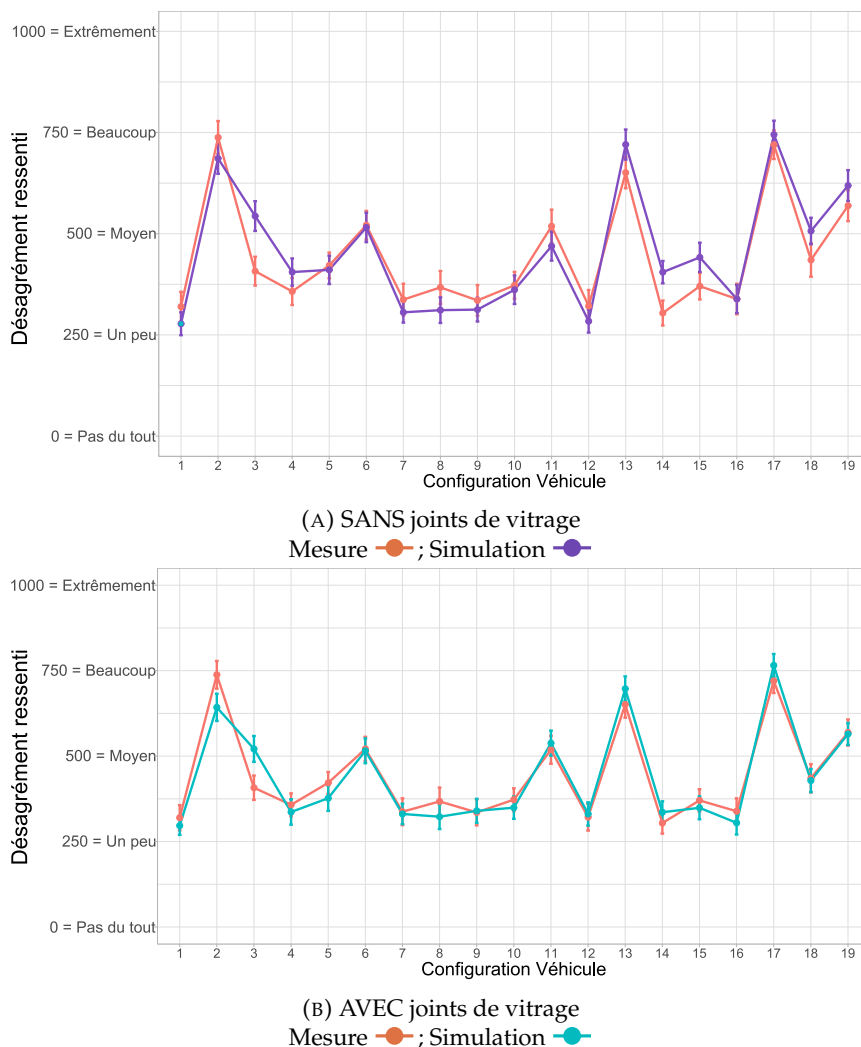 1000 = Extrêmement
750 = Beaucoup
500 = Moyen
250 = Un peu
0 = Pas du tout
Désagrément ressenti
1 2 3 4 5 6 7 8 9 10 11 12 13 14 15 16 17 18 19
Configuration Véhicule
(A) SANS joints de vitrage
Mesure ; Simulation
1000 = Extrêmement
750 = Beaucoup
500 = Moyen
250 = Un peu
0 = Pas du tout
Désagrément ressenti
1 2 3 4 5 6 7 8 9 10 11 12 13 14 15 16 17 18 19
Configuration Véhicule
(B) AVEC joints de vitrage
Mesure ; Simulation